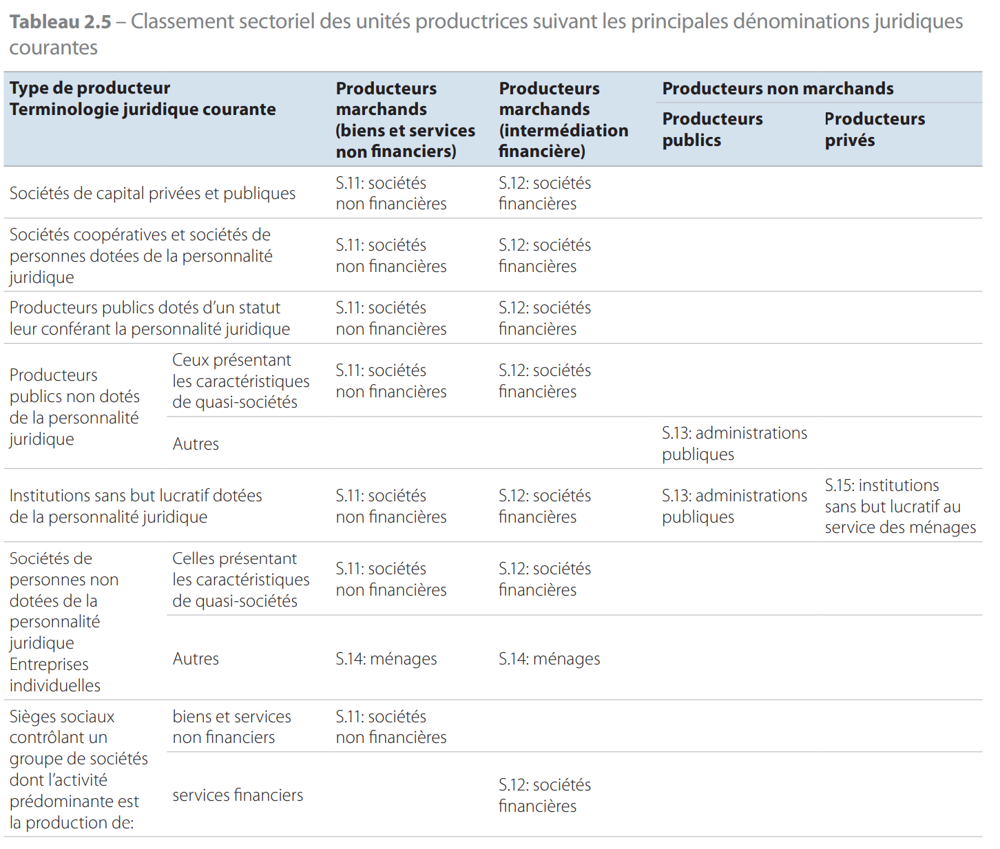 Tableau 2.5 – Classement sectoriel des unités productrices suivant les principales dénominations juridiques
courantes
Type de producteur
Terminologie juridique courante
Producteurs
marchands
(biens et services
non financiers)
Producteurs
marchands
(intermédiation
financière)
Producteurs non marchands
Producteurs
publics
Producteurs
privés
Sociétés de capital privées et publiques
S.11: sociétés
non financières
S.12: sociétés
financières
Sociétés coopératives et sociétés de
personnes dotées de la personnalité
juridique
S.11: sociétés
non financières
S.12: sociétés
financières
Producteurs publics dotés d’un statut
leur conférant la personnalité juridique
S.11: sociétés
non financières
S.12: sociétés
financières
Producteurs
publics non dotés
de la personnalité
juridique
Ceux présentant
les caractéristiques
de quasi-sociétés
S.11: sociétés
non financières
S.12: sociétés
financières
Autres
S.13: administrations
publiques
Institutions sans but lucratif dotées
de la personnalité juridique
S.11: sociétés
non financières
S.12: sociétés
financières
S.13: administrations
publiques
S.15: institutions
sans but lucratif au
service des ménages
Sociétés de
personnes non
dotées de la
personnalité
juridique
Entreprises
individuelles
Celles présentant
les caractéristiques
de quasi-sociétés
S.11: sociétés
non financières
S.12: sociétés
financières
Autres
S.14: ménages
S.14: ménages
Sièges sociaux
contrôlant un
groupe de sociétés
dont l’activité
prédominante est
la production de:
biens et services
non financiers
S.11: sociétés
non financières
services financiers
S.12: sociétés
financières